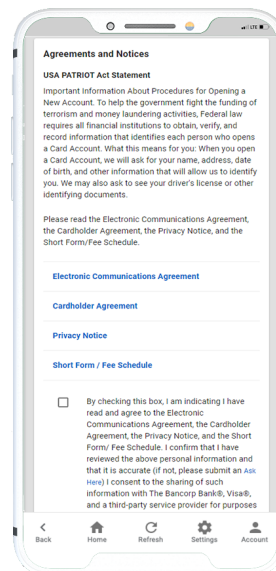 LTE
Agreements and Notices
USA PATRIOT Act Statement
Important Information About Procedures for Opening a
New Account. To help the government fight the funding of
terrorism and money laundering activities, Federal law
requires all financial institutions to obtain, verify, and
record information that identifies each person who opens
a Card Account. What this means for you: When you open
a Card Account, we will ask for your name, address, date
of birth, and other information that will allow us to identify
you. We may also ask to see your driver's license or other
identifying documents.
Please read the Electronic Communications Agreement,
the Cardholder Agreement, the Privacy Notice, and the
Short Form/Fee Schedule.
Electronic Communications Agreement
Cardholder Agreement
Privacy Notice
Short Form / Fee Schedule
By checking this box, I am indicating I have
read and agree to the Electronic
Communications Agreement, the Cardholder
Agreement, the Privacy Notice, and the Short
Form/ Fee Schedule. I confirm that I have
reviewed the above personal information and
that it is accurate (if not, please submit an Ask
Here) I consent to the sharing of such
information with The Bancorp Bank®, Visa®,
and a third-party service provider for purposes
Back Home Refresh Settings Account